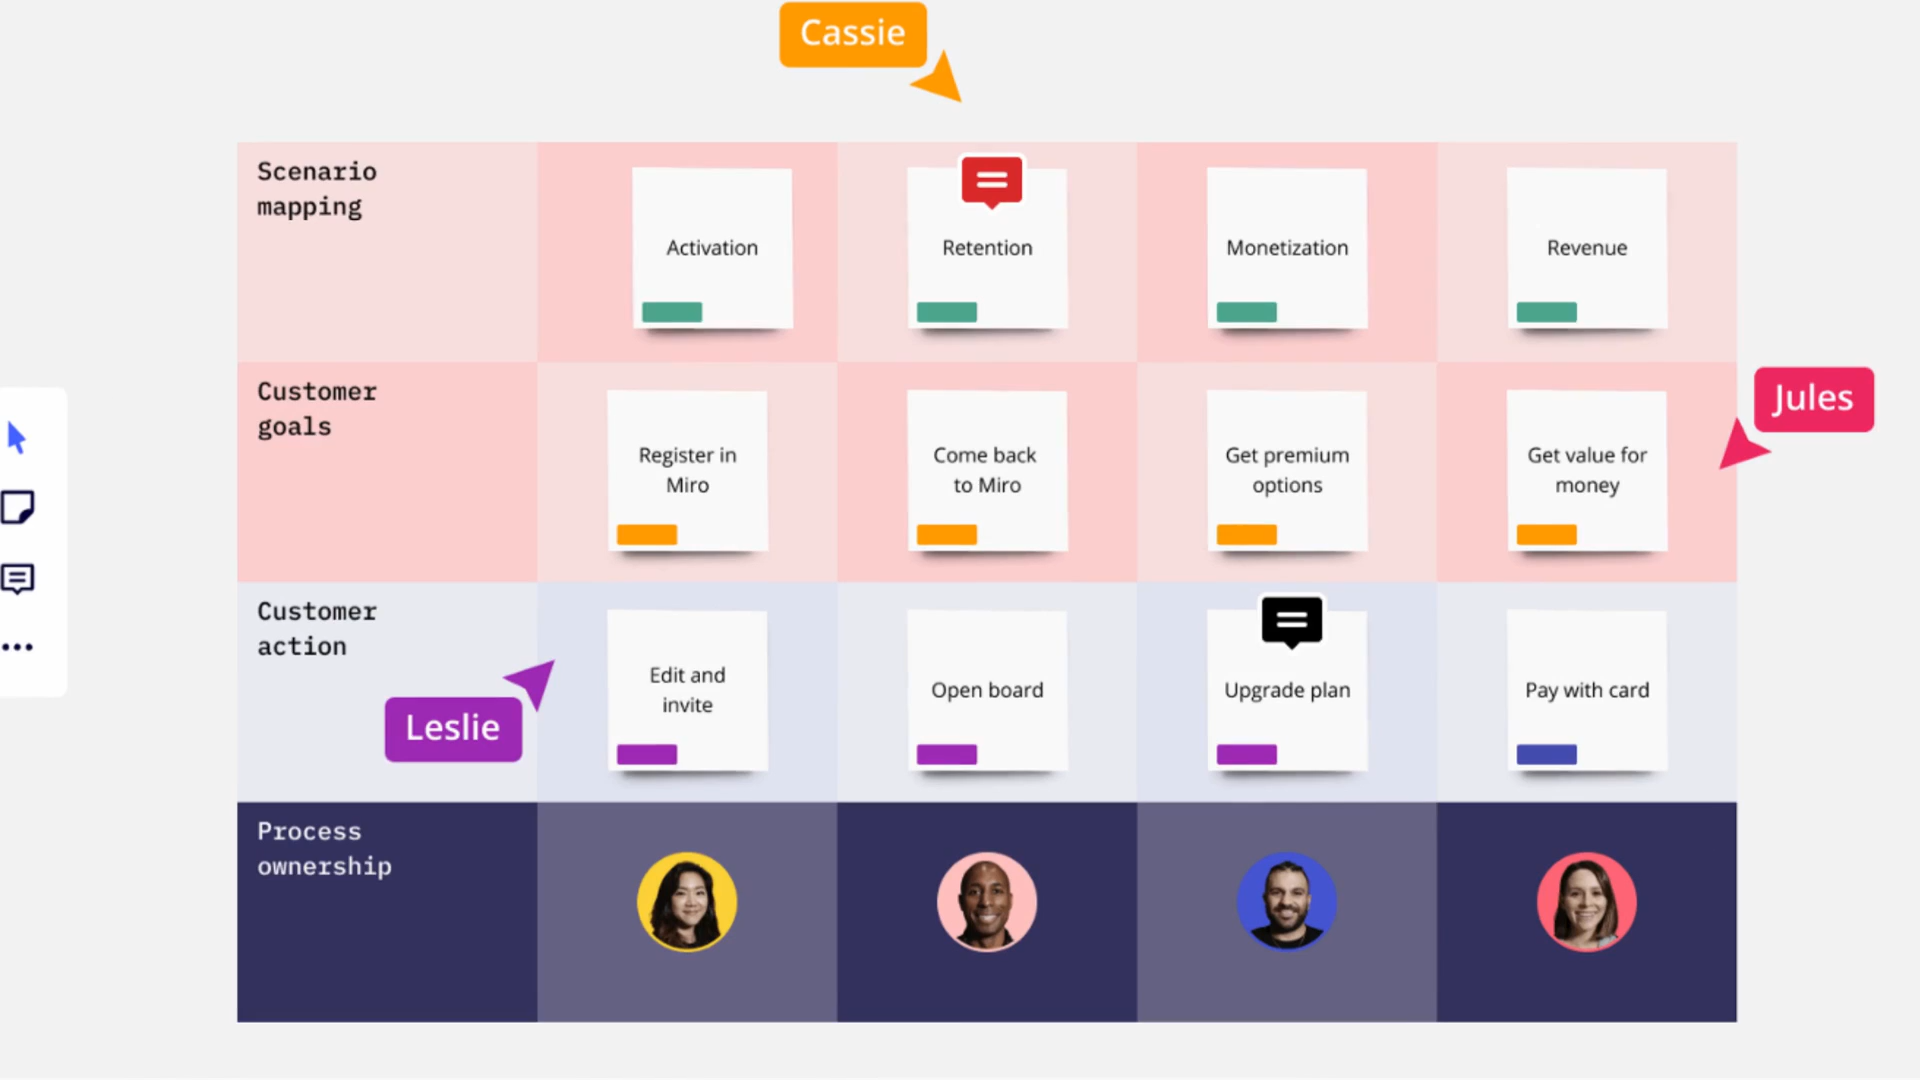 Cassie
Scenario
mapping
Activation
Retention
Monetization
Revenue
Customer
goals
Register in
Miro
Come back
to Miro
Get premium
options
Get value for
money
Jules
Customer
action
Edit and
invite
Open board
Upgrade plan
Pay with card
Leslie
Process
ownership